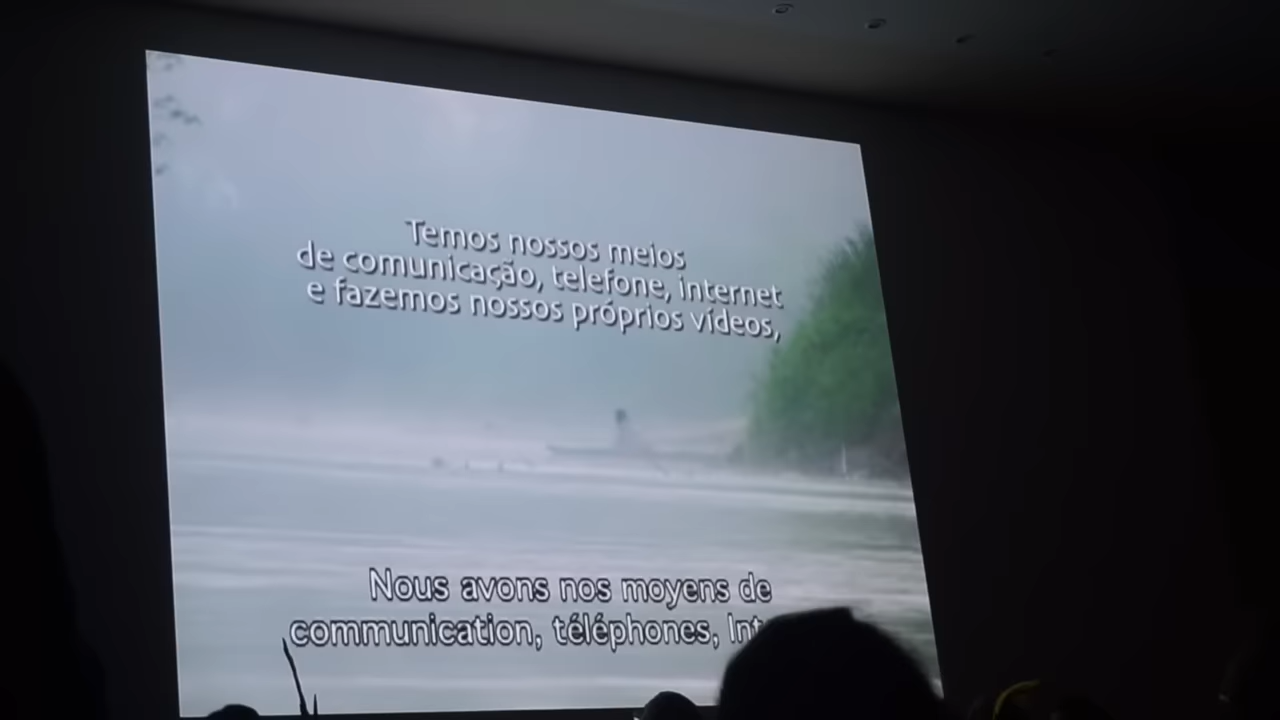 Temos nossos meios
de comunicação, telefone, internet
e fazemos nossos próprios vídeos,
Nous avons nos moyens de
communication, téléphones,